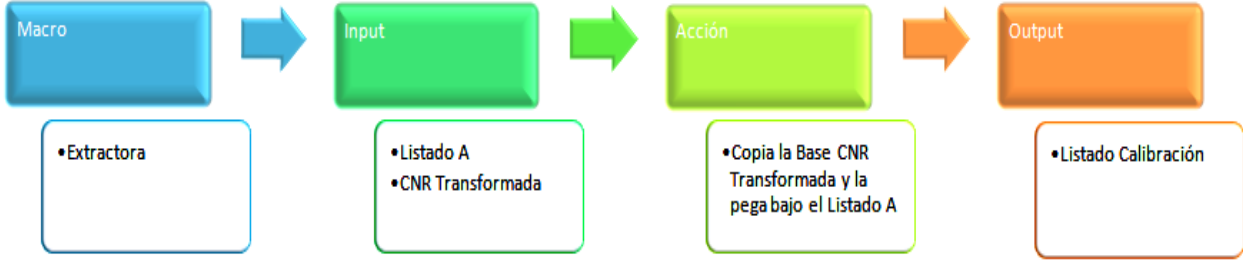 Macro
Input
Acción
Output
•Extractora
•Listado A
•CNR Transformada
•Copia la Base CNR
Transformada y la
pega bajo el Listado A
•Listado Calibración